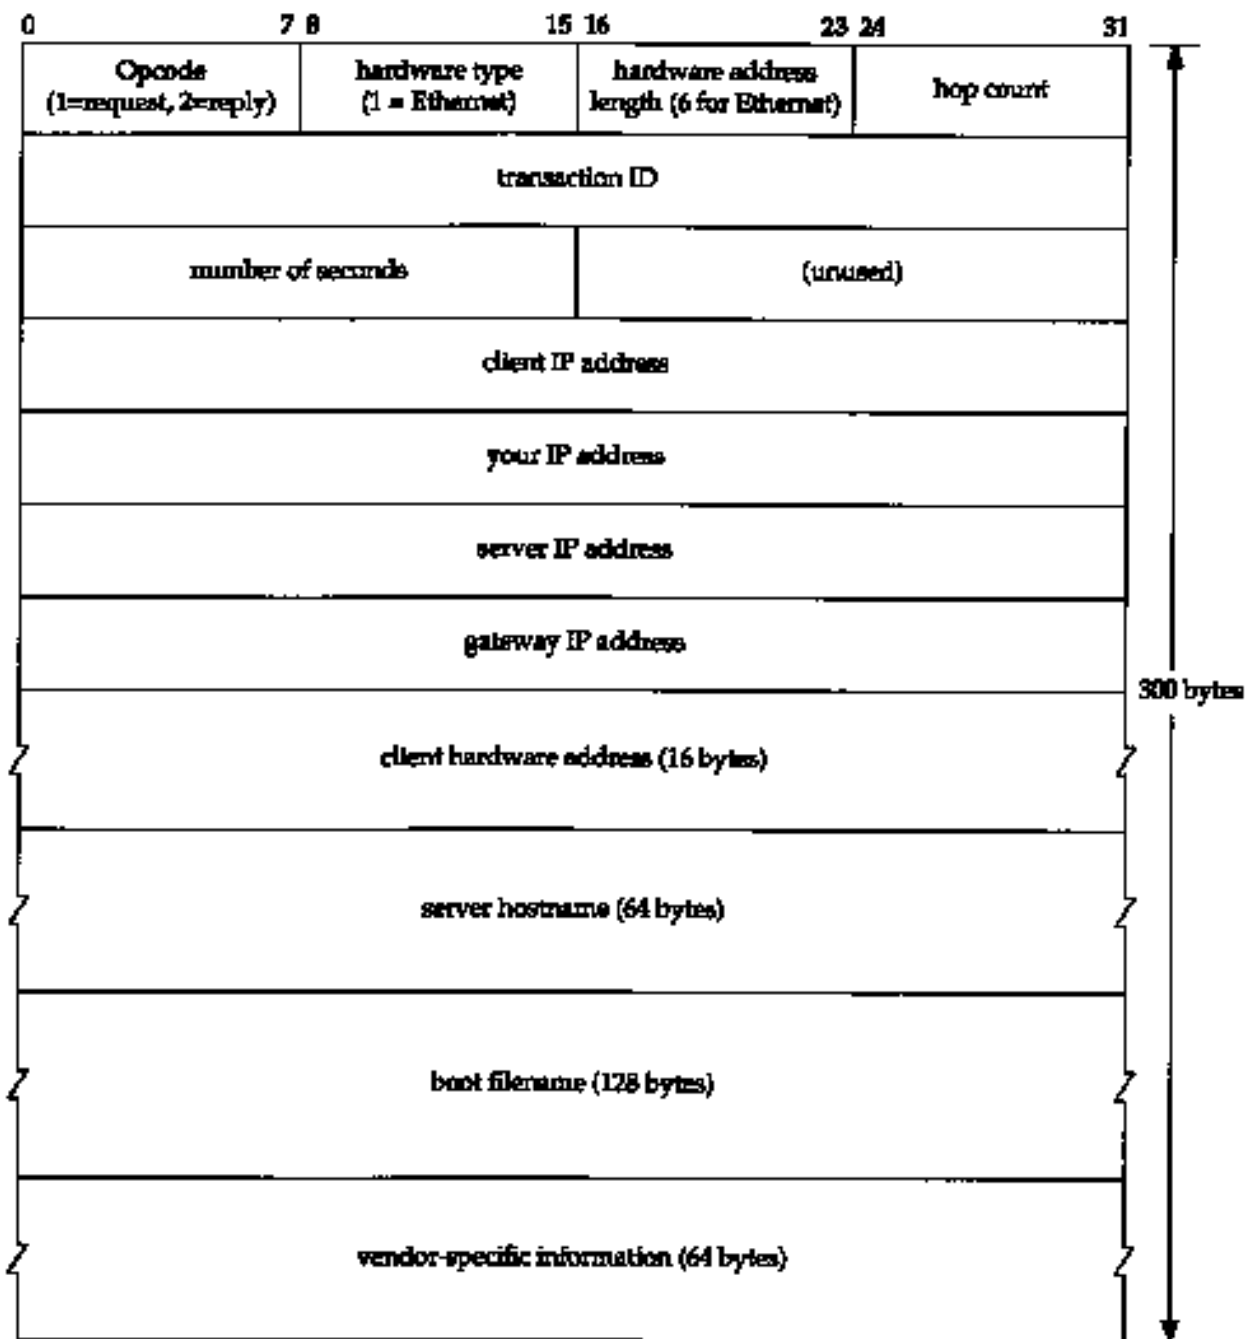 0 7 8 15 16 23 24 31
Opcode hardware type hardware address hop count
(1=request, 2=reply) (1 = Ethernet) length (6 for Ethernet)
transaction ID
number of seconds (unused)
client IP address
your IP address
server IP address
gateway IP address
300 bytes
client hardware address (16 bytes)
server hostname (64 bytes)
boot filename (128 bytes)
vendor-specific information (64 bytes)